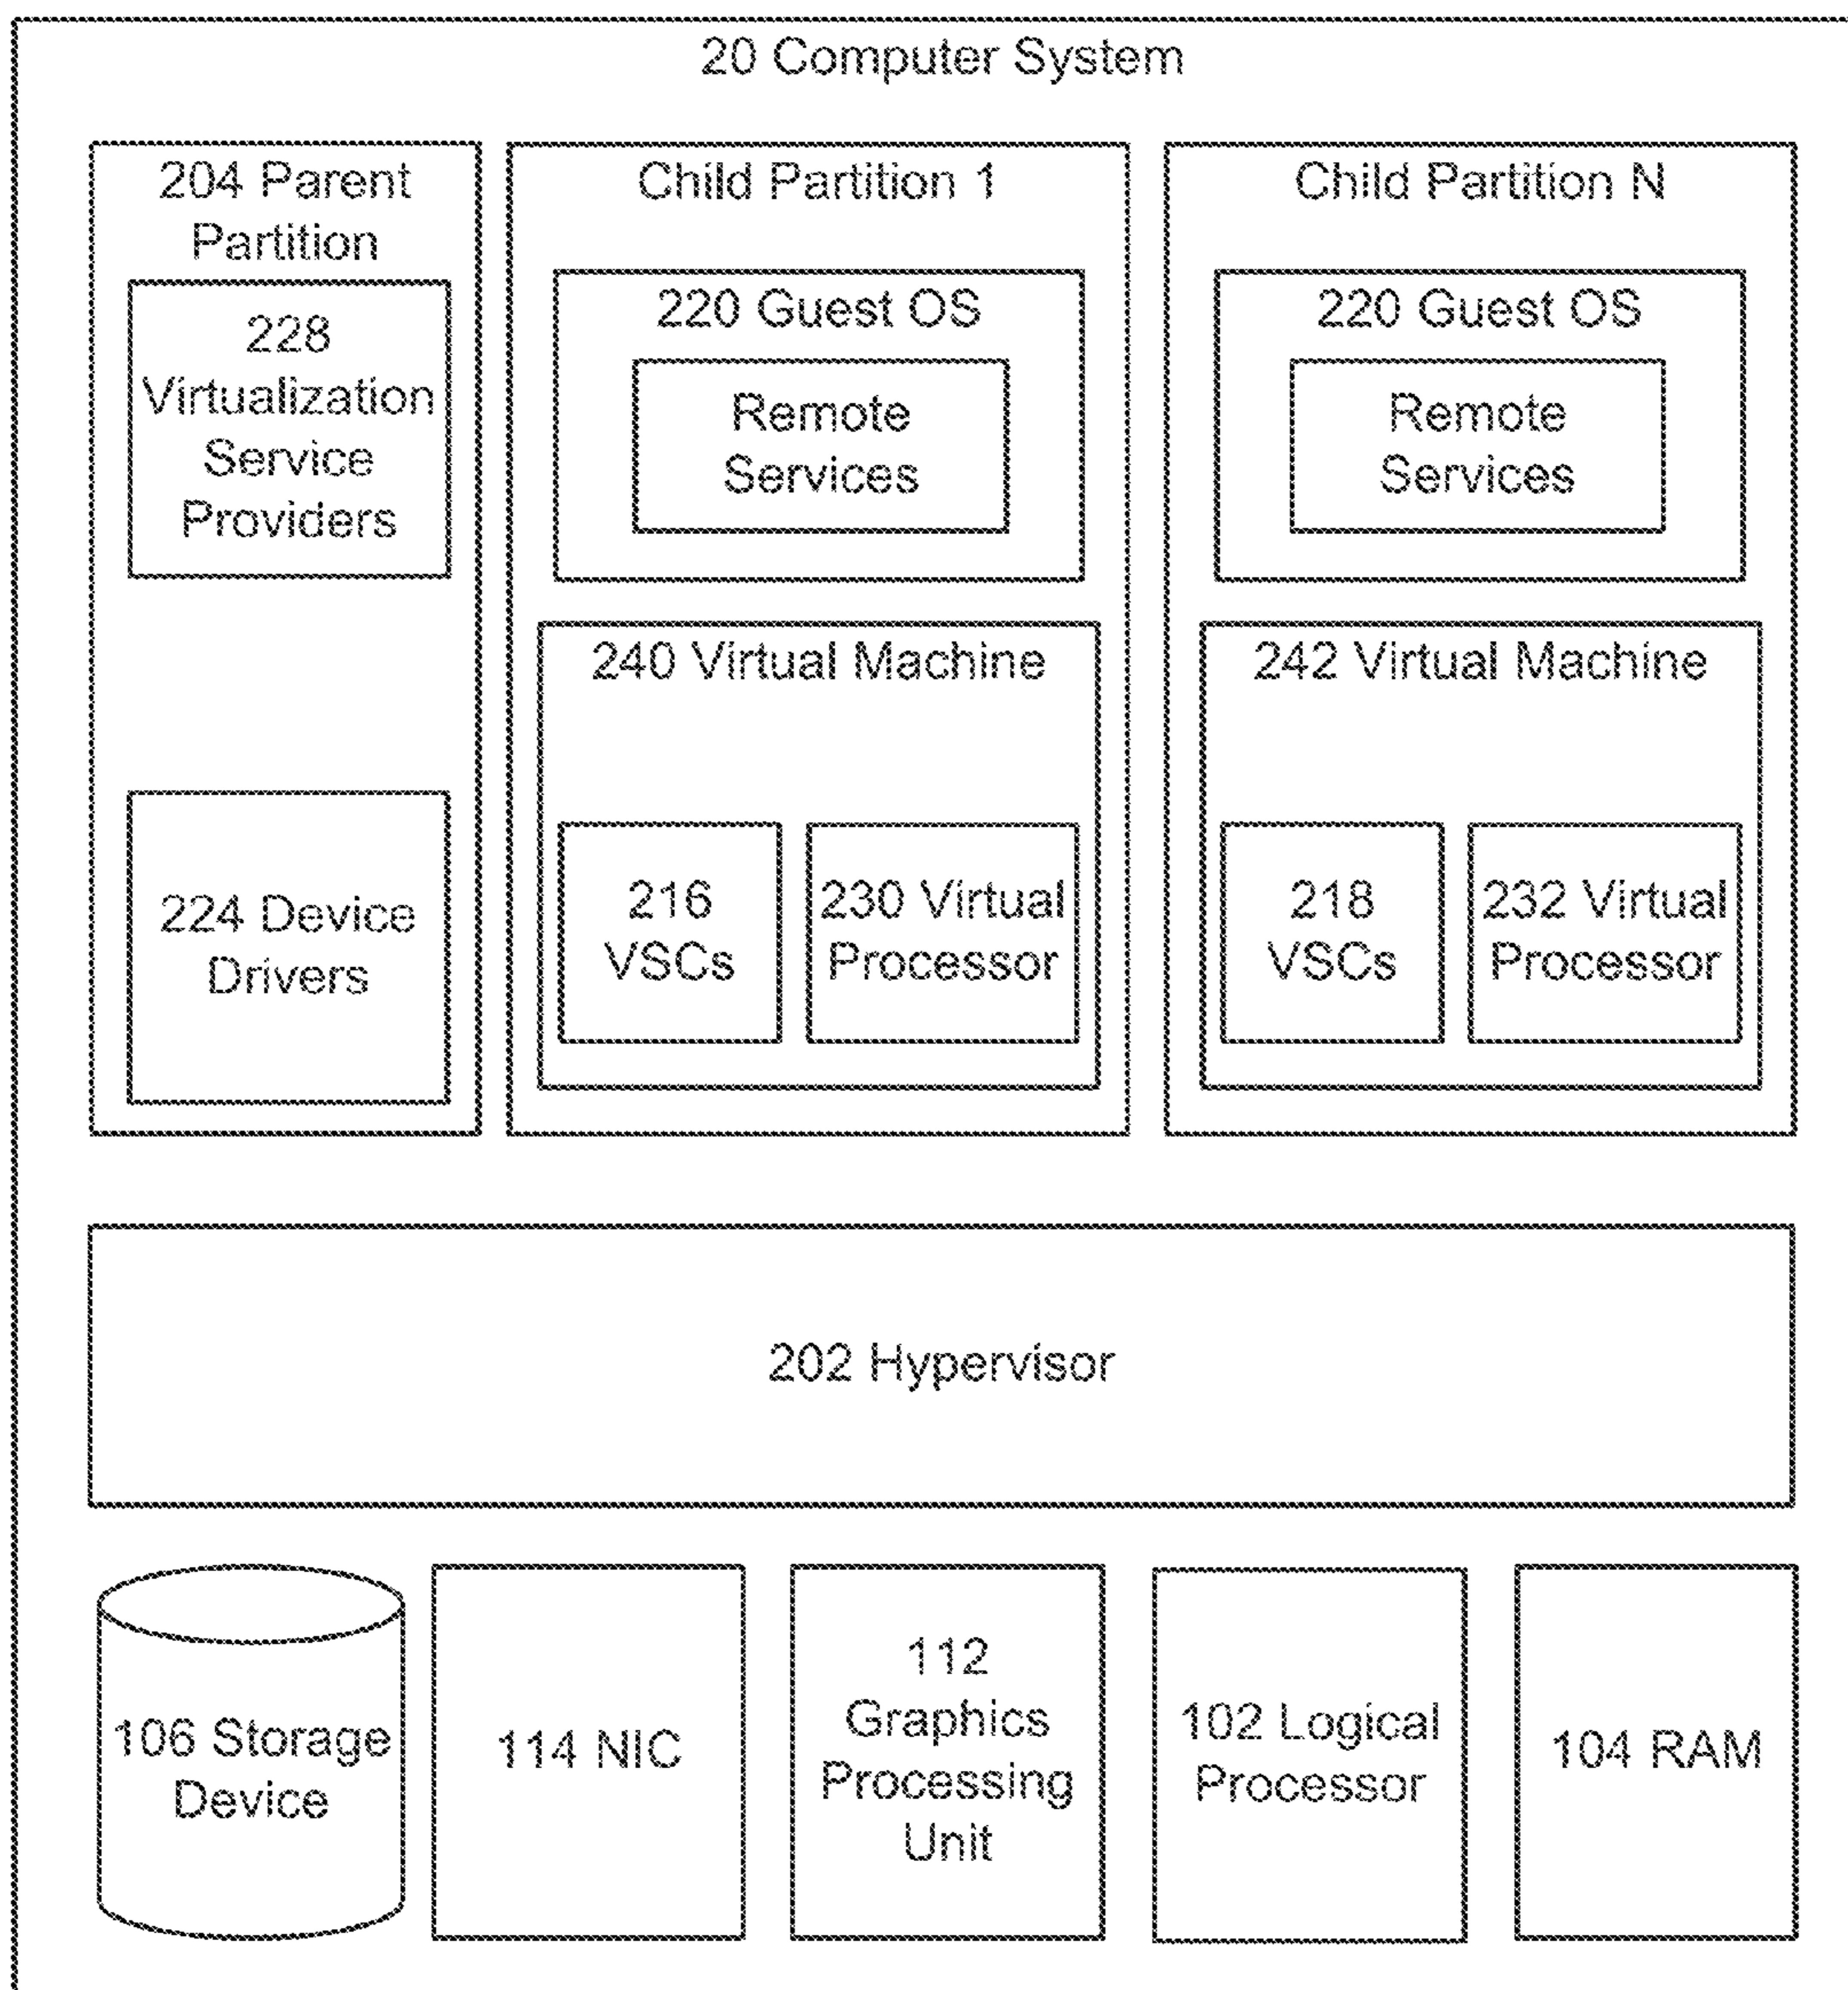 20 Computer System
204 Parent
Partition
228
Virtualization
Service
Providers
224 Device
Drivers
Child Partition 1
220 Guest OS
Remote
Services
240 Virtual Machine
216
VSCs
230 Virtual
Processor
Child Partition N
220 Guest OS
Remote
Services
242 Virtual Machine
218
VSCs
232 Virtual
Processor
202 Hypervisor
106 Storage
Device
114 NIC
112
Graphics
Processing
Unit
102 Logical
Processor
104 RAM